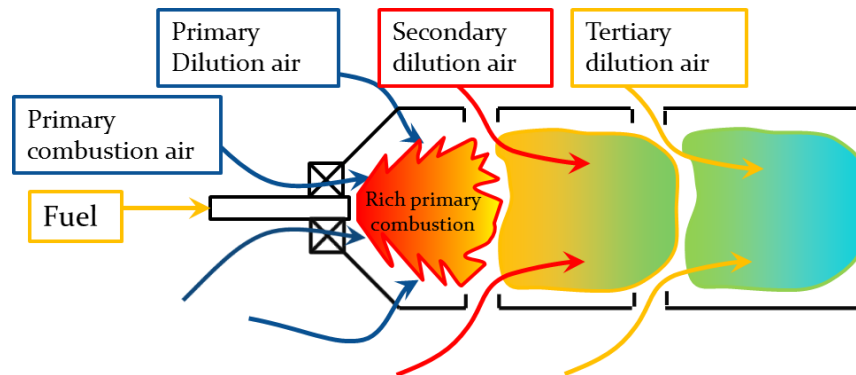 Primary
Dilution air
Secondary
dilution air
Tertiary
dilution air
Primary
combustion air
Fuel
Rich primary
combustion